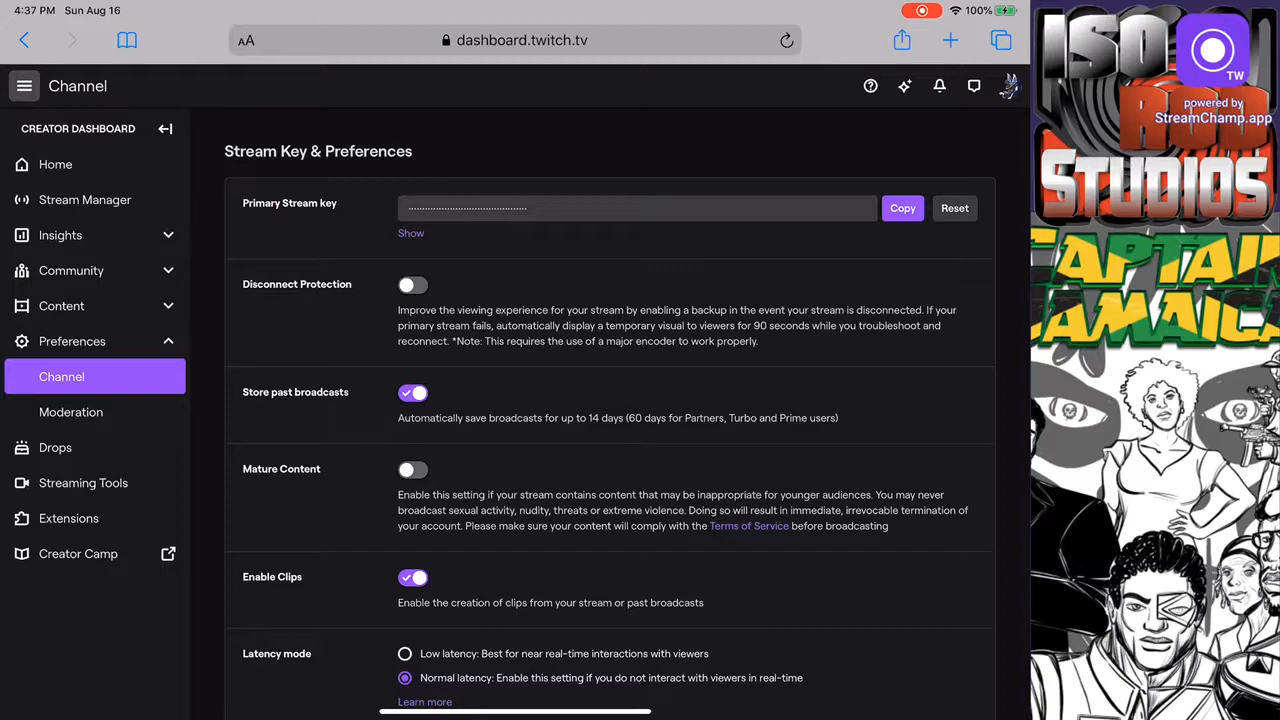 4:37 PM Sun Aug 16
100%
AA
dashboard.twitch.tv
Channel
CREATOR DASHBOARD
Home
Stream Manager
Insights
Community
Content
Preferences
Channel
Moderation
Drops
Streaming Tools
Extensions
Creator Camp
Stream Key & Preferences
Primary Stream key
Copy
Reset
Show
Disconnect Protection
Improve the viewing experience for your stream by enabling a backup in the event your stream is disconnected. If your
primary stream fails, automatically display a temporary visual to viewers for 90 seconds while you troubleshoot and
reconnect. *Note: This requires the use of a major encoder to work properly.
Store past broadcasts
Automatically save broadcasts for up to 14 days (60 days for Partners, Turbo and Prime users)
Mature Content
Enable this setting if your stream contains content that may be inappropriate for younger audiences. You may never
broadcast sexual activity, nudity, threats or extreme violence. Doing so will result in immediate, irrevocable termination of
your account. Please make sure your content will comply with the Terms of Service before broadcasting
Enable Clips
Enable the creation of clips from your stream or past broadcasts
Latency mode
Low latency: Best for near real-time interactions with viewers
Normal latency: Enable this setting if you do not interact with viewers in real-time
Learn more
ISO
TW
powered by
StreamChamp.app
STUDIOS
CAPTAIN
JAMAICA